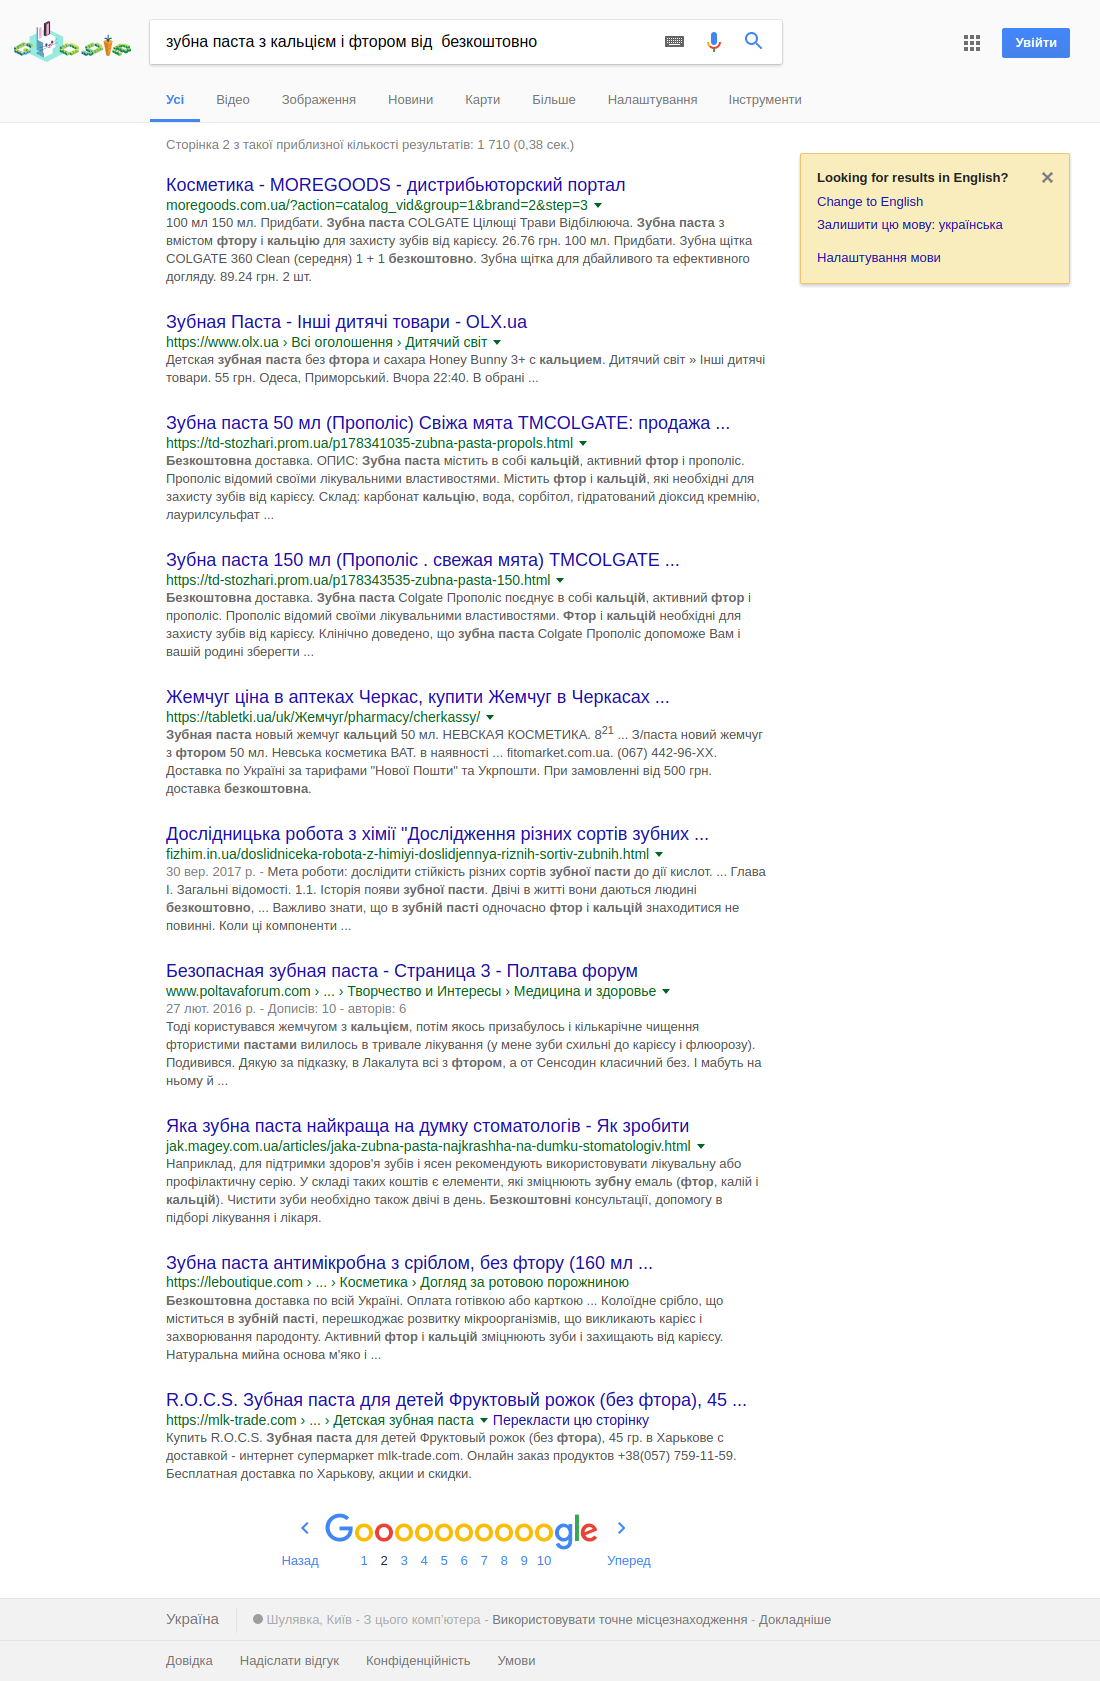 зубна паста з кальцієм і фтором від  безкоштовно
Увійти
Усі Відео Зображення Новини Карти Більше Налаштування Інструменти
Сторінка 2 з такої приблизної кількості результатів: 1 710 (0,38 сек.)
Looking for results in English?
Change to English
Залишити цю мову: українська
Налаштування мови
Косметика - MOREGOODS - дистрибьюторский портал
moregoods.com.ua/?action=catalog_vid&group=1&brand=2&step=3
100 мл 150 мл. Придбати. Зубна паста COLGATE Цілющі Трави Відбілююча. Зубна паста з
вмістом фтору і кальцію для захисту зубів від карієсу. 26.76 грн. 100 мл. Придбати. Зубна щітка
COLGATE 360 Clean (середня) 1 + 1 безкоштовно. Зубна щітка для дбайливого та ефективного
догляду. 89.24 грн. 2 шт.
Зубная Паста - Інші дитячі товари - OLX.ua
https://www.olx.ua › Всі оголошення › Дитячий світ
Детская зубная паста без фтора и сахара Honey Bunny 3+ с кальцием. Дитячий світ » Інші дитячі
товари. 55 грн. Одеса, Приморський. Вчора 22:40. В обрані ...
Зубна паста 50 мл (Прополіс) Свіжа мята TMCOLGATE: продажа ...
https://td-stozhari.prom.ua/p178341035-zubna-pasta-propols.html
Безкоштовна доставка. ОПИС: Зубна паста містить в собі кальцій, активний фтор і прополіс.
Прополіс відомий своїми лікувальними властивостями. Містить фтор і кальцій, які необхідні для
захисту зубів від карієсу. Склад: карбонат кальцію, вода, сорбітол, гідратований діоксид кремнію,
лаурилсульфат ...
Зубна паста 150 мл (Прополіс . свежая мята) TMCOLGATE ...
https://td-stozhari.prom.ua/p178343535-zubna-pasta-150.html
Безкоштовна доставка. Зубна паста Colgate Прополіс поєднує в собі кальцій, активний фтор і
прополіс. Прополіс відомий своїми лікувальними властивостями. Фтор і кальцій необхідні для
захисту зубів від карієсу. Клінічно доведено, що зубна паста Colgate Прополіс допоможе Вам і
вашій родині зберегти ...
Жемчуг ціна в аптеках Черкас, купити Жемчуг в Черкасах ...
https://tabletki.ua/uk/Жемчуг/pharmacy/cherkassy/
Зубная паста новый жемчуг кальций 50 мл. НЕВСКАЯ КОСМЕТИКА. 8²¹ ... З/паста новий жемчуг
з фтором 50 мл. Невська косметика ВАТ. в наявності ... fitomarket.com.ua. (067) 442-96-XX.
Доставка по Україні за тарифами "Нової Пошти" та Укрпошти. При замовленні від 500 грн.
доставка безкоштовна.
Дослідницька робота з хімії "Дослідження різних сортів зубних ...
fizhim.in.ua/doslidniceka-robota-z-himiyi-doslidjennya-riznih-sortiv-zubnih.html
30 вер. 2017 р. - Мета роботи: дослідити стійкість різних сортів зубної пасти до дії кислот. ... Глава
I. Загальні відомості. 1.1. Історія появи зубної пасти. Двічі в житті вони даються людині
безкоштовно, ... Важливо знати, що в зубній пасті одночасно фтор і кальцій знаходитися не
повинні. Коли ці компоненти ...
Безопасная зубная паста - Страница 3 - Полтава форум
www.poltavaforum.com › ... › Творчество и Интересы › Медицина и здоровье
27 лют. 2016 р. - Дописів: 10 - авторів: 6
Тоді користувався жемчугом з кальцієм, потім якось призабулось і кількарічне чищення
фтористими пастами вилилось в тривале лікування (у мене зуби схильні до карієсу і флюорозу).
Подивився. Дякую за підказку, в Лакалута всі з фтором, а от Сенсодин класичний без. І мабуть на
ньому й ...
Яка зубна паста найкраща на думку стоматологів - Як зробити
jak.magey.com.ua/articles/jaka-zubna-pasta-najkrashha-na-dumku-stomatologiv.html
Наприклад, для підтримки здоров'я зубів і ясен рекомендують використовувати лікувальну або
профілактичну серію. У складі таких коштів є елементи, які зміцнюють зубну емаль (фтор, калій і
кальцій). Чистити зуби необхідно також двічі в день. Безкоштовні консультації, допомогу в
підборі лікування і лікаря.
Зубна паста антимікробна з сріблом, без фтору (160 мл ...
https://leboutique.com › ... › Косметика › Догляд за ротовою порожниною
Безкоштовна доставка по всій Україні. Оплата готівкою або карткою ... Колоїдне срібло, що
міститься в зубній пасті, перешкоджає розвитку мікроорганізмів, що викликають карієс і
захворювання пародонту. Активний фтор і кальцій зміцнюють зуби і захищають від карієсу.
Натуральна мийна основа м'яко і ...
R.O.C.S. Зубная паста для детей Фруктовый рожок (без фтора), 45 ...
https://mlk-trade.com › ... › Детская зубная паста Перекласти цю сторінку
Купить R.O.C.S. Зубная паста для детей Фруктовый рожок (без фтора), 45 гр. в Харькове с
доставкой - интернет супермаркет mlk-trade.com. Онлайн заказ продуктов +38(057) 759-11-59.
Бесплатная доставка по Харькову, акции и скидки.
Goooooooooogle
Назад 1 2 3 4 5 6 7 8 9 10 Уперед
Україна Шулявка, Київ - З цього комп'ютера - Використовувати точне місцезнаходження - Докладніше
Довідка Надіслати відгук Конфіденційність Умови